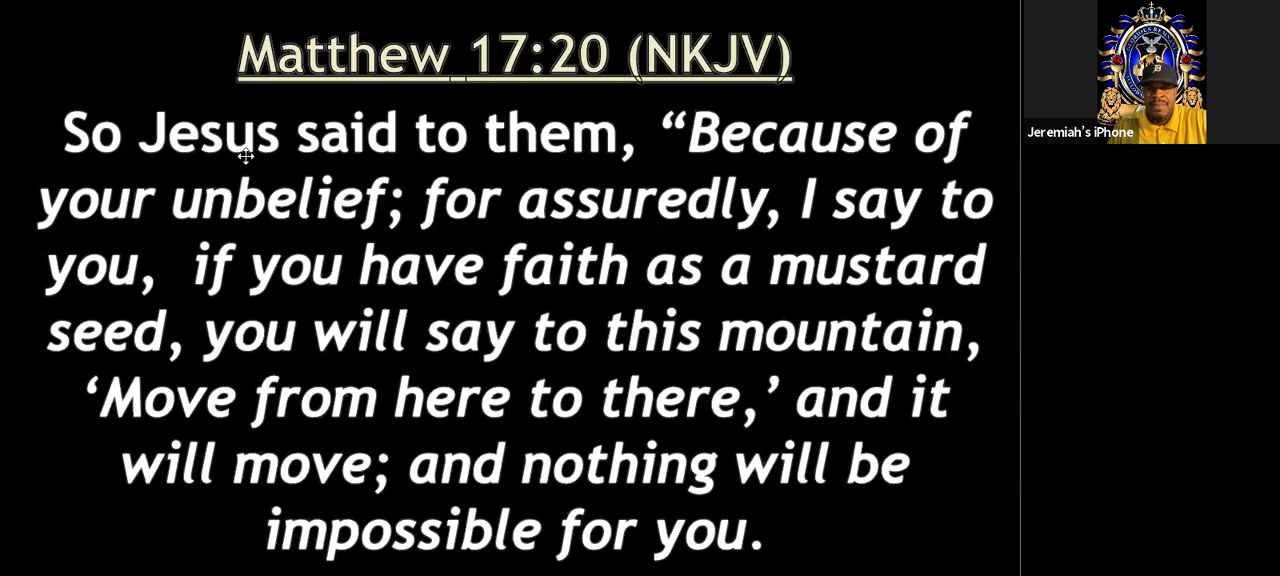 Matthew 17:20 (NKJV)
So Jesus said to them, “Because of
your unbelief; for assuredly, I say to
you, if you have faith as a mustard
seed, you will say to this mountain,
‘Move from here to there,’ and it
will move; and nothing will be
impossible for you.
Jeremiah's iPhone